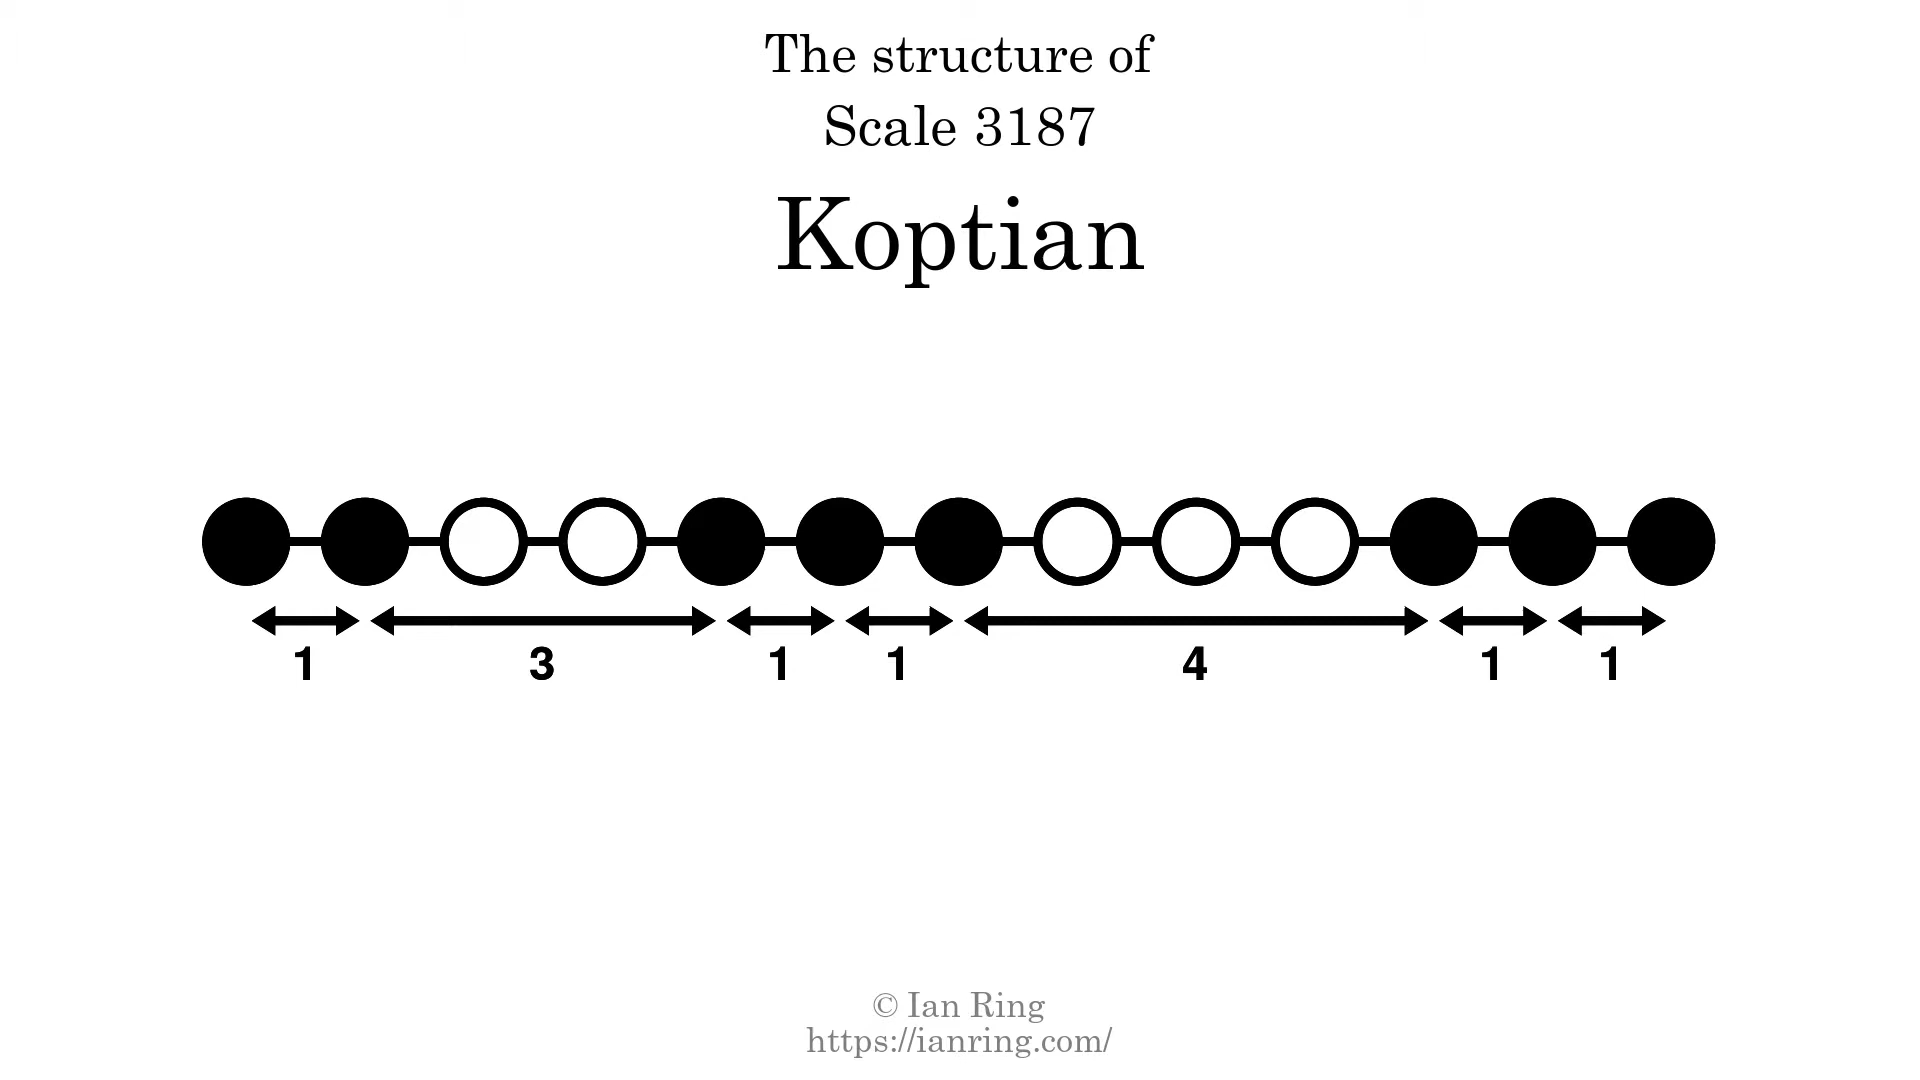 The structure of
Scale 3187
Koptian
1 3 1 1 4 1 1
© Ian Ring
https://ianring.com/